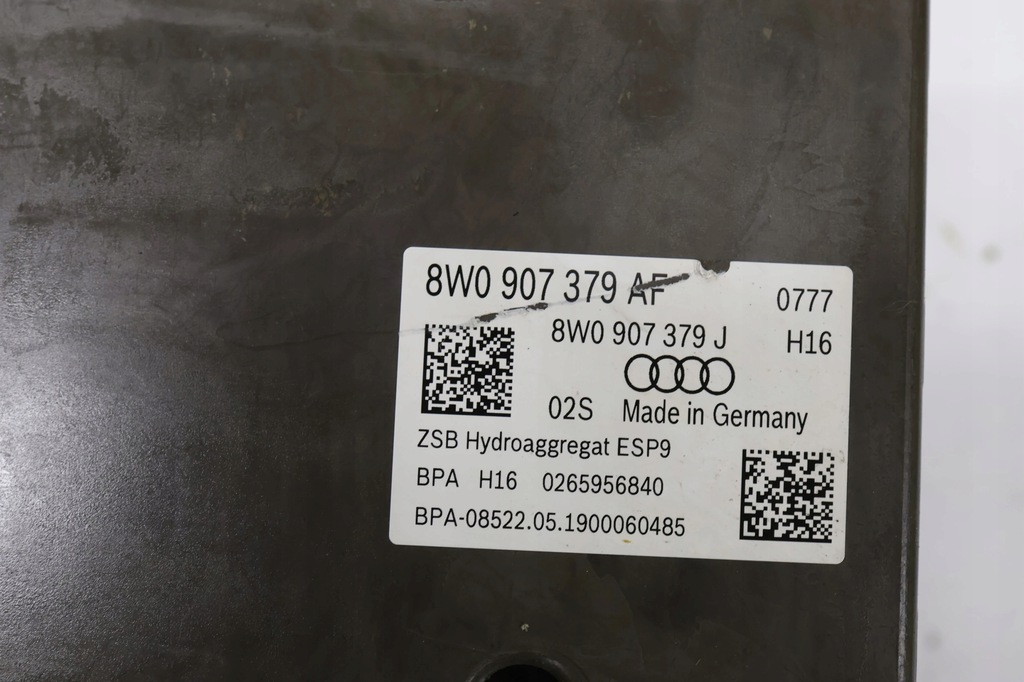 8W0 907 379 AF 0777
8W0 907 379 J H16
02S Made in Germany
ZSB Hydroaggregat ESP9
BPA H16 0265956840
BPA-08522.05.1900060485